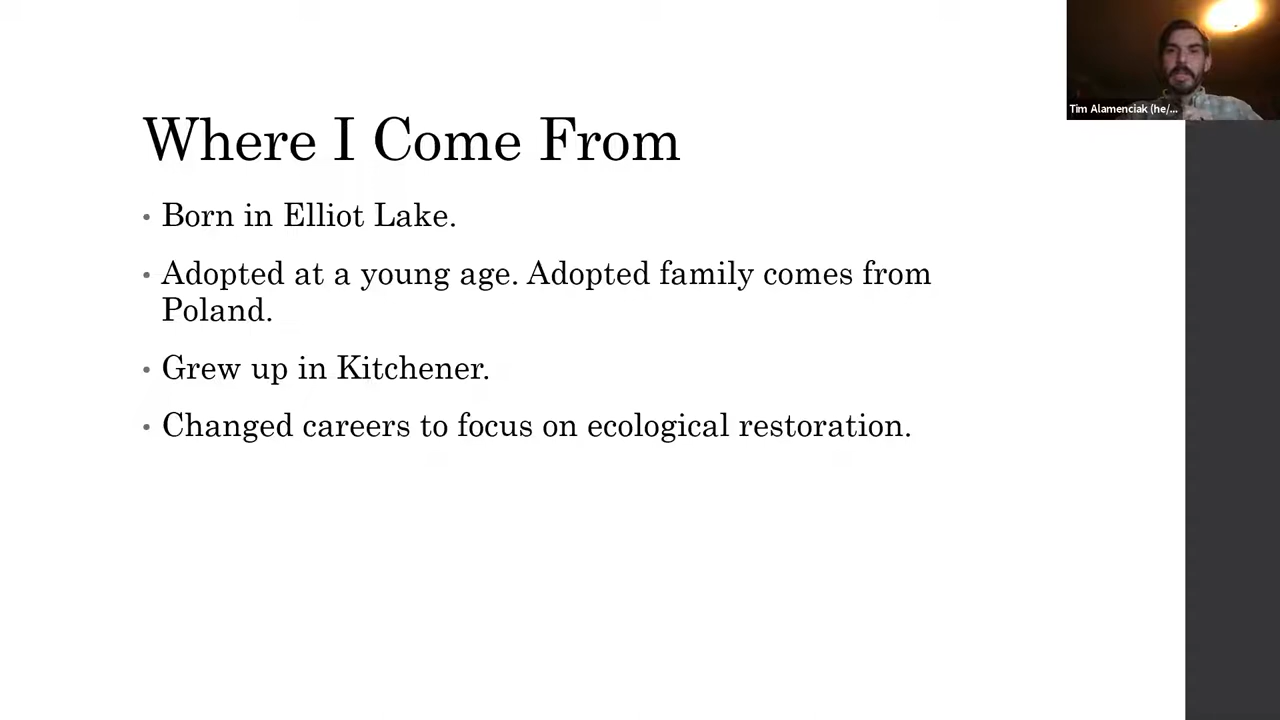 Tim Alamenciak (he/...
Where I Come From
• Born in Elliot Lake.
• Adopted at a young age. Adopted family comes from
Poland.
• Grew up in Kitchener.
• Changed careers to focus on ecological restoration.